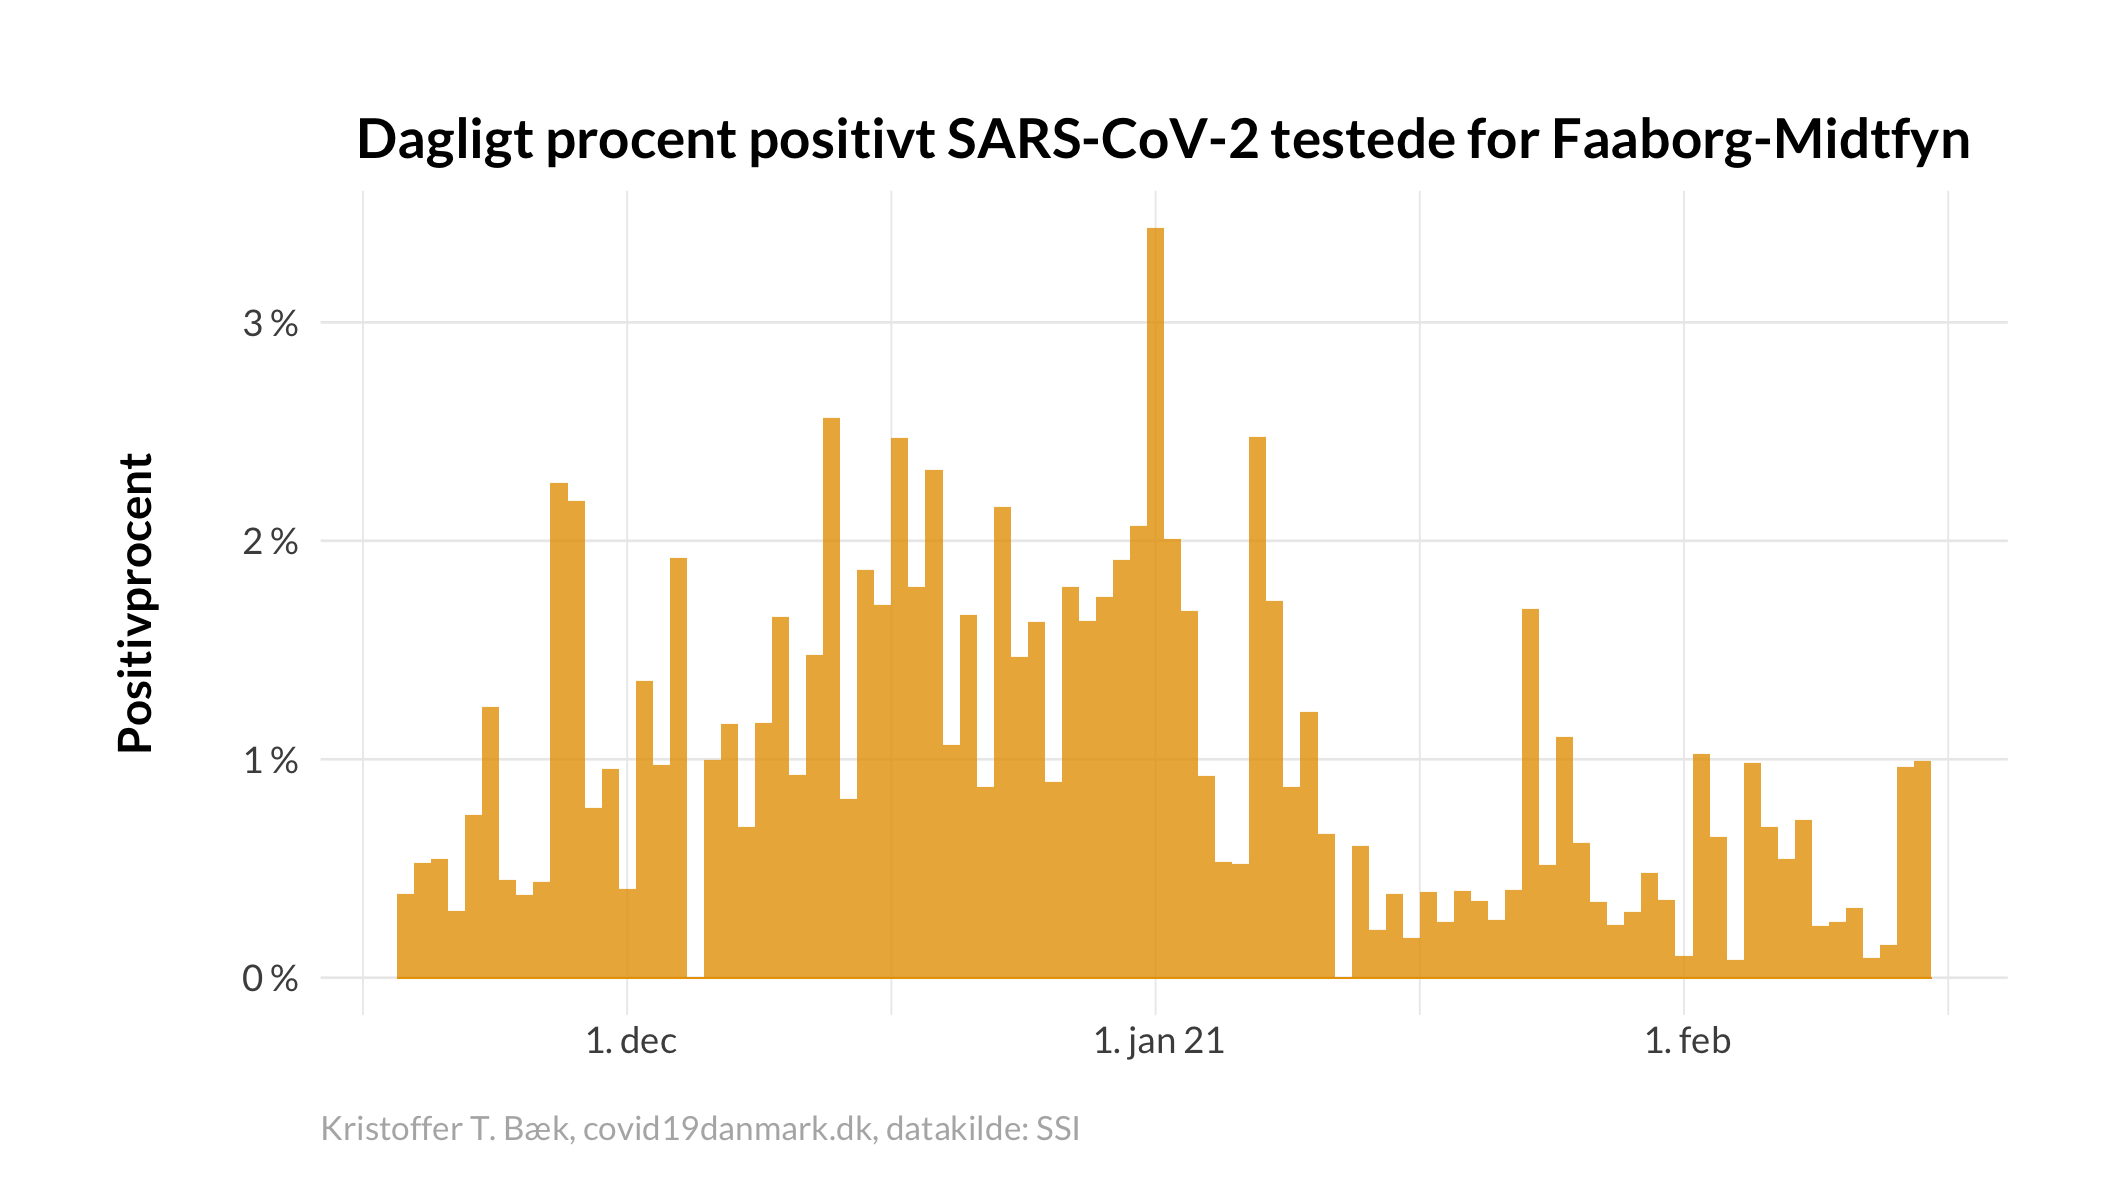 Dagligt procent positivt SARS-CoV-2 testede for Faaborg-Midtfyn
Positivprocent
3 %
2 %
1 %
0 %
1. dec
1. jan 21
1. feb
Kristoffer T. Bæk, covid19danmark.dk, datakilde: SSI